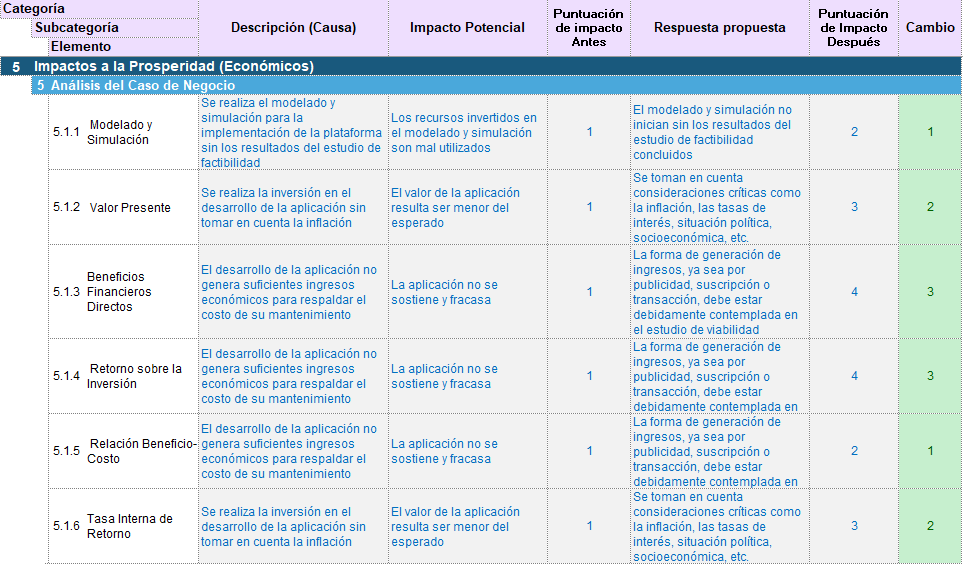 Categoría
Subcategoría
Elemento
Descripción (Causa)
Impacto Potencial
Puntuación
de impacto
Antes
Respuesta propuesta
Puntuación
de Impacto
Después
Cambio
5 Impactos a la Prosperidad (Económicos)
5 Análisis del Caso de Negocio
5.1.1
Modelado y
Simulación
Se realiza el modelado y
simulación para la
implementación de la plataforma
sin los resultados del estudio de
factibilidad
Los recursos invertidos en
el modelado y simulación
son mal utilizados
1
El modelado y simulación no
inician sin los resultados del
estudio de factibilidad
concluidos
2
1
5.1.2
Valor Presente
Se realiza la inversión en el
desarrollo de la aplicación sin
tomar en cuenta la inflación
El valor de la aplicación
resulta ser menor del
esperado
1
Se toman en cuenta
consideraciones críticas como
la inflación, las tasas de
interés, situación política,
socioeconómica, etc.
3
2
5.1.3
Beneficios
Financieros
Directos
El desarrollo de la aplicación no
genera suficientes ingresos
económicos para respaldar el
costo de su mantenimiento
La aplicación no se
sostiene y fracasa
1
La forma de generación de
ingresos, ya sea por
publicidad, suscripción o
transacción, debe estar
debidamente contemplada en
el estudio de viabilidad
4
3
5.1.4
Retorno sobre la
Inversión
El desarrollo de la aplicación no
genera suficientes ingresos
económicos para respaldar el
costo de su mantenimiento
La aplicación no se
sostiene y fracasa
1
La forma de generación de
ingresos, ya sea por
publicidad, suscripción o
transacción, debe estar
debidamente contemplada en
4
3
5.1.5
Relación Beneficio-
Costo
El desarrollo de la aplicación no
genera suficientes ingresos
económicos para respaldar el
costo de su mantenimiento
La aplicación no se
sostiene y fracasa
1
La forma de generación de
ingresos, ya sea por
publicidad, suscripción o
transacción, debe estar
debidamente contemplada en
2
1
5.1.6
Tasa Interna de
Retorno
Se realiza la inversión en el
desarrollo de la aplicación sin
tomar en cuenta la inflación
El valor de la aplicación
resulta ser menor del
esperado
1
Se toman en cuenta
consideraciones críticas como
la inflación, las tasas de
interés, situación política,
socioeconómica, etc.
3
2